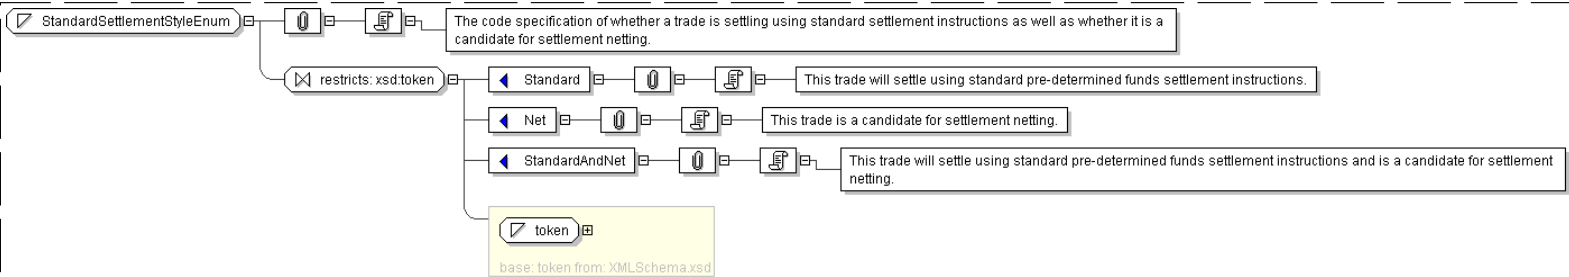 StandardSettlementStyleEnum
The code specification of whether a trade is settling using standard settlement instructions as well as whether it is a
candidate for settlement netting.
restricts: xsd:token
Standard
This trade will settle using standard pre-determined funds settlement instructions.
Net
This trade is a candidate for settlement netting.
StandardAndNet
This trade will settle using standard pre-determined funds settlement instructions and is a candidate for settlement
netting.
token
base: token from: XMLSchema.xsd